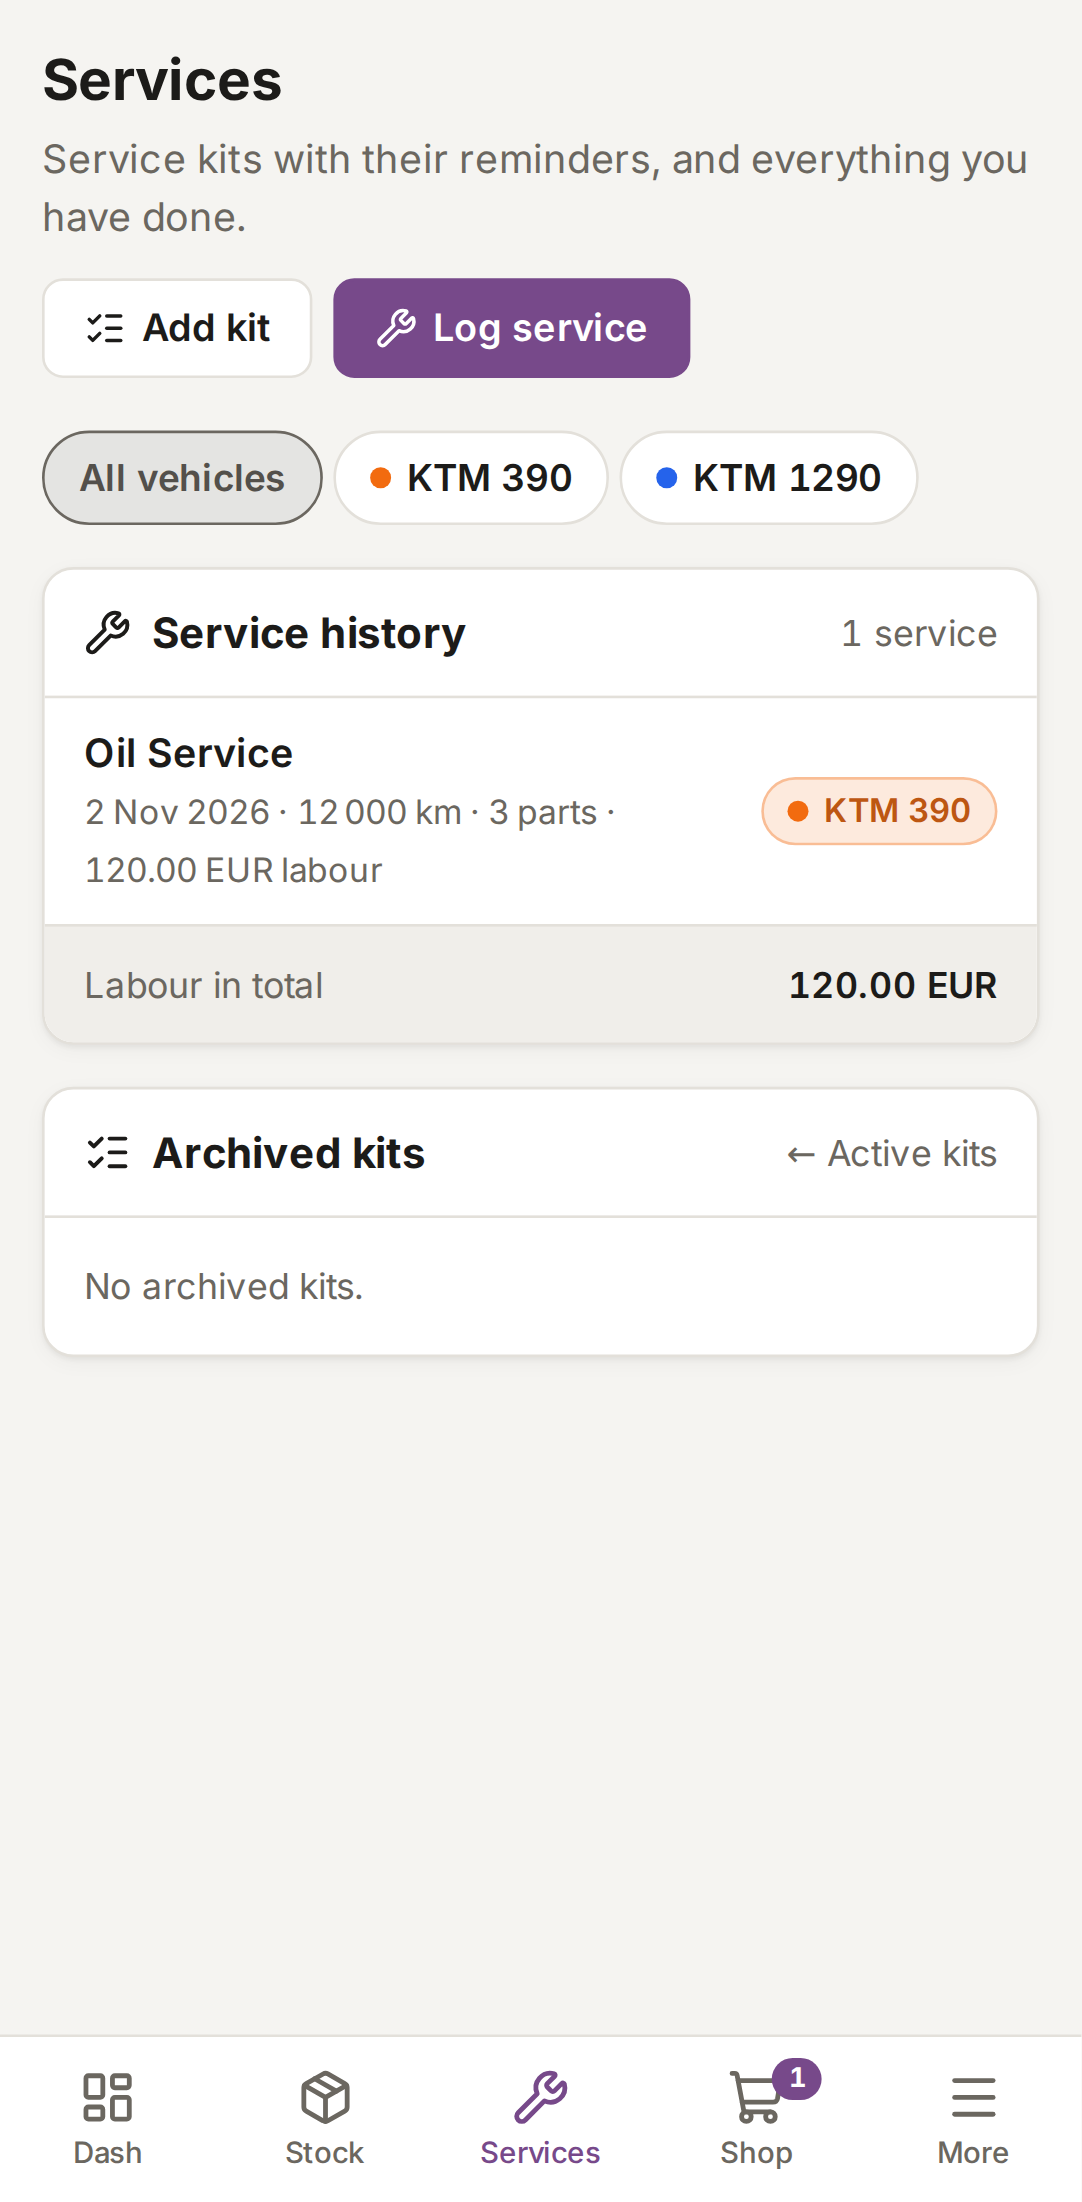 Services
Service kits with their reminders, and everything you
have done.
Add kit
Log service
All vehicles
KTM 390
KTM 1290
Service history
1 service
Oil Service
2 Nov 2026 · 12 000 km · 3 parts ·
120.00 EUR labour
KTM 390
Labour in total
120.00 EUR
Archived kits
← Active kits
No archived kits.
1
Dash
Stock
Services
Shop
More